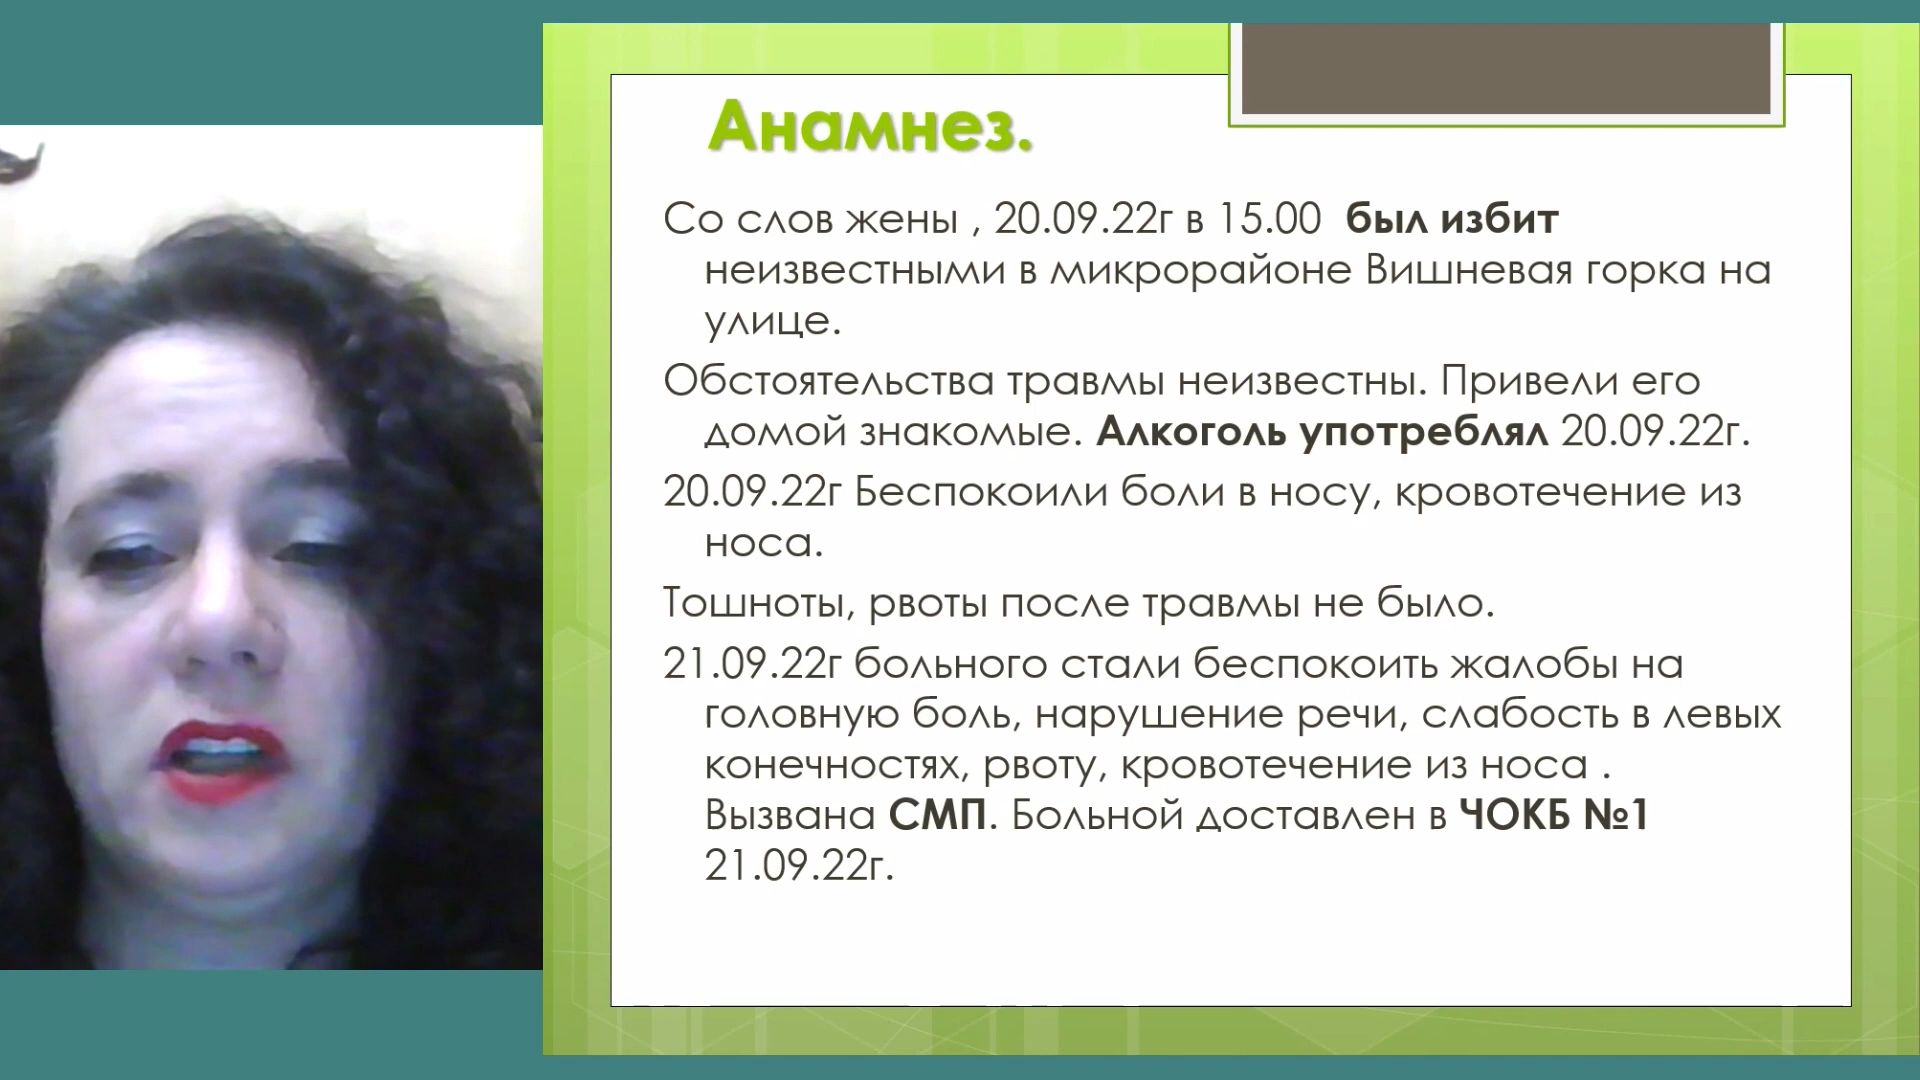 Анамнез.
Со слов жены , 20.09.22г в 15.00 был избит
неизвестными в микрорайоне Вишневая горка на
улице.
Обстоятельства травмы неизвестны. Привели его
домой знакомые. Алкоголь употреблял 20.09.22г.
20.09.22г Беспокоили боли в носу, кровотечение из
носа.
Тошноты, рвоты после травмы не было.
21.09.22г больного стали беспокоить жалобы на
головную боль, нарушение речи, слабость в левых
конечностях, рвоту, кровотечение из носа .
Вызвана СМП. Больной доставлен в ЧОКБ №1
21.09.22г.